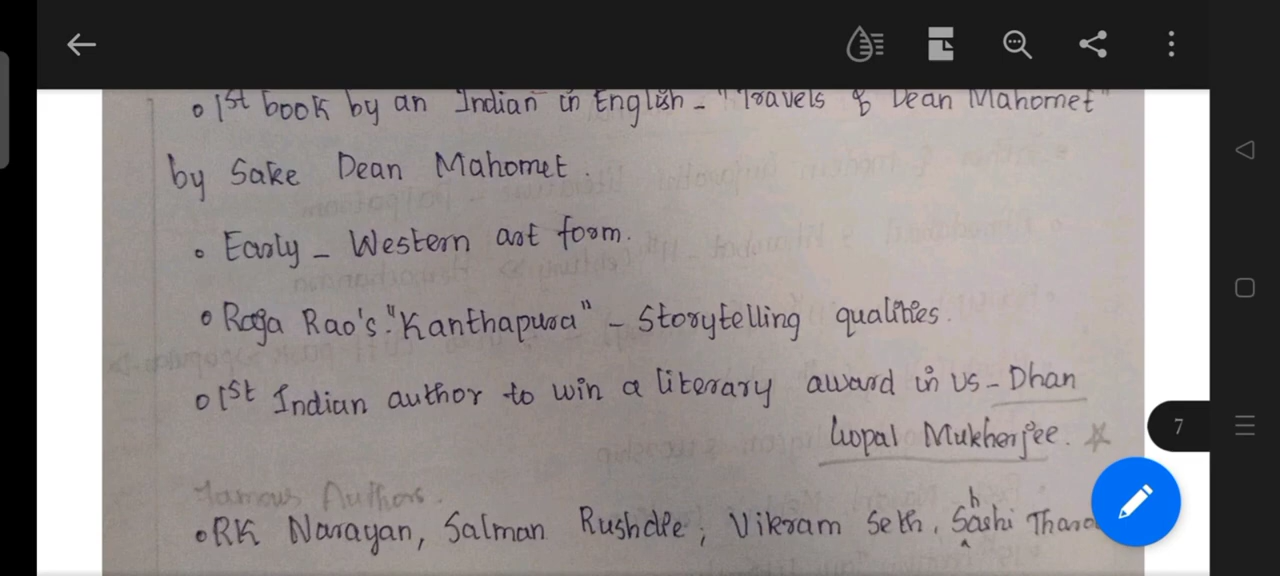 • 1st book by an Indian in English - "Travels of Dean Mahomet"
by Sake Dean Mahomet.
• Early - Western art form.
• Raja Rao's "Kanthapura" - Storytelling qualities.
• 1st Indian author to win a literary award in US - Dhan
Gopal Mukherjee. ☆
7
Famous Authors.
• RK Narayan, Salman Rushdie, Vikram Seth, Sashi Tharo
h